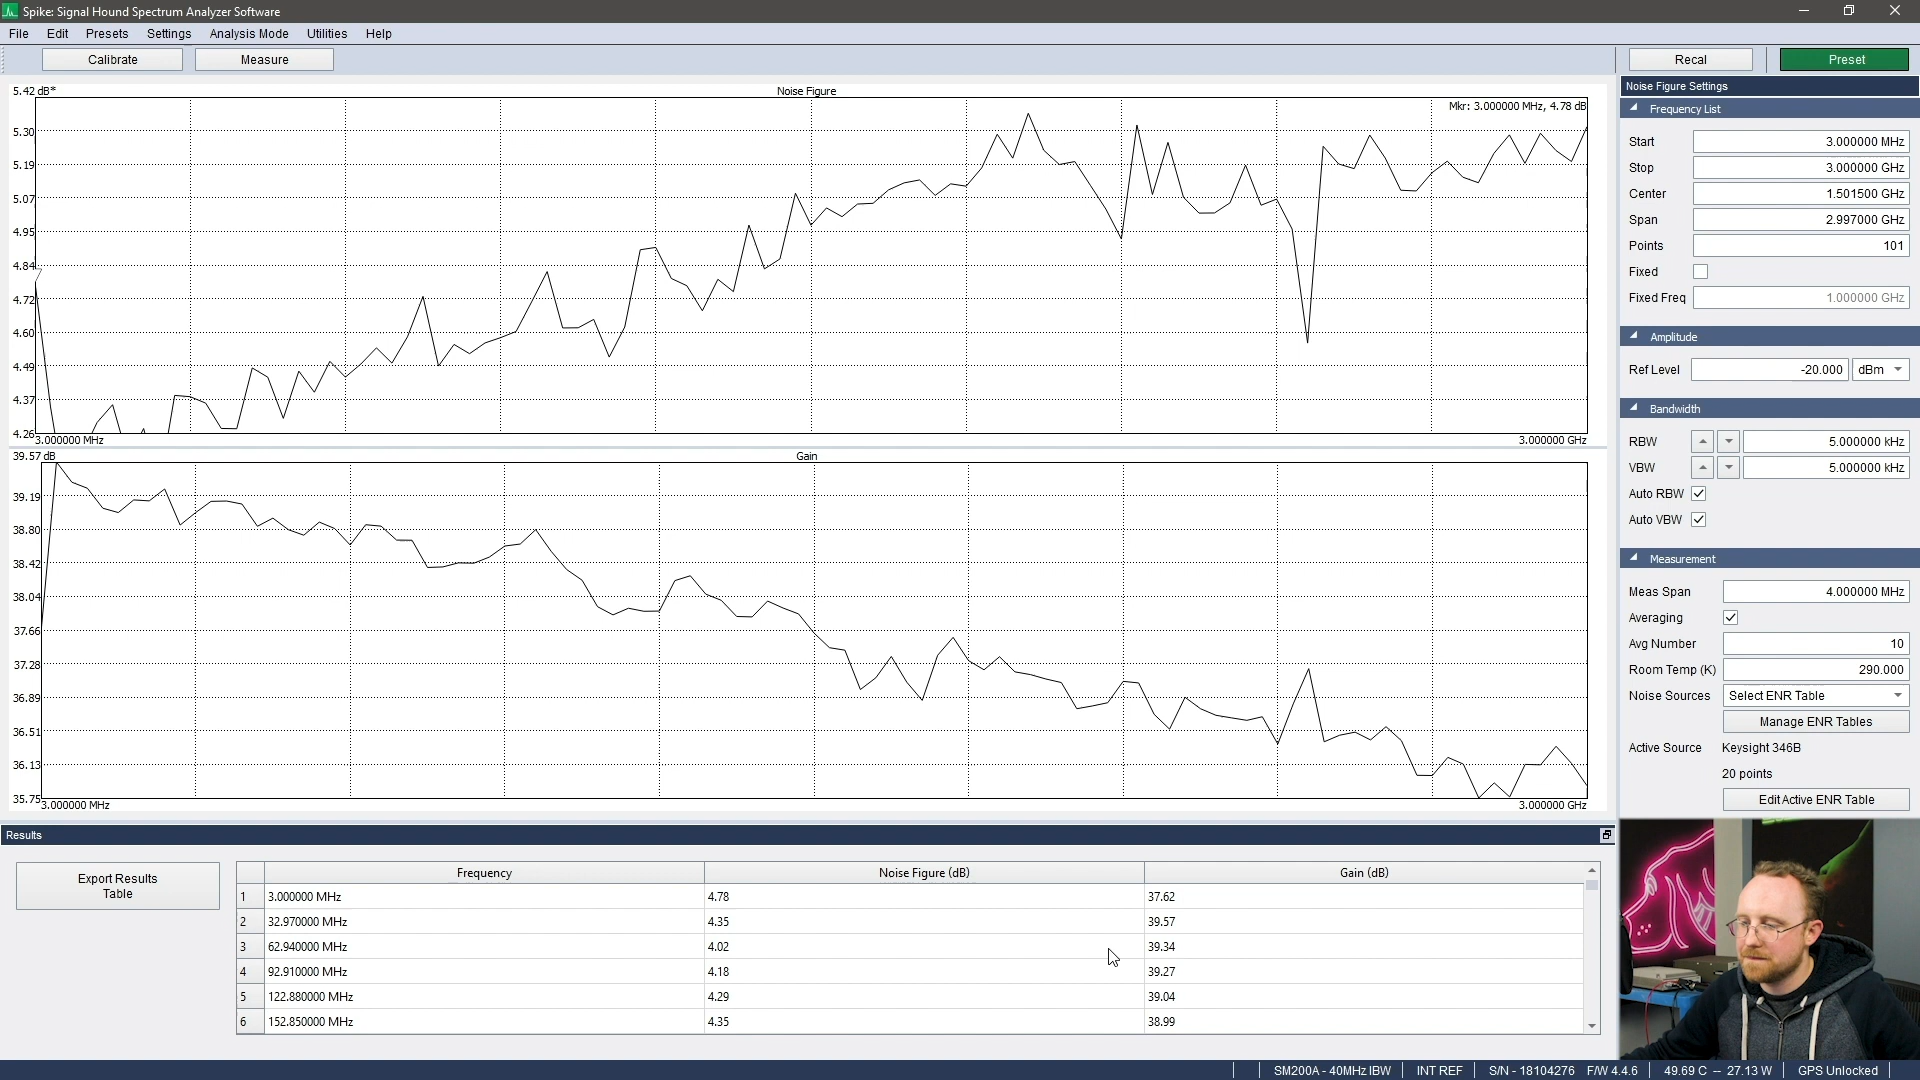 Spike: Signal Hound Spectrum Analyzer Software
File Edit Presets Settings Analysis Mode Utilities Help
Calibrate Measure Recal Preset
5.42 dB* Noise Figure
Mkr: 3.000000 MHz, 4.78 dB
5.30
5.19
5.07
4.95
4.84
4.72
4.60
4.49
4.37
4.26
3.000000 MHz 3.000000 GHz
39.57 dB Gain
39.19
38.80
38.42
38.04
37.66
37.28
36.89
36.51
36.13
35.75
3.000000 MHz 3.000000 GHz
Noise Figure Settings
Frequency List
Start 3.000000 MHz
Stop 3.000000 GHz
Center 1.501500 GHz
Span 2.997000 GHz
Points 101
Fixed
Fixed Freq 1.000000 GHz
Amplitude
Ref Level -20.000 dBm
Bandwidth
RBW 5.000000 kHz
VBW 5.000000 kHz
Auto RBW
Auto VBW
Measurement
Meas Span 4.000000 MHz
Averaging
Avg Number 10
Room Temp (K) 290.000
Noise Sources Select ENR Table
Manage ENR Tables
Active Source Keysight 346B
20 points
Edit Active ENR Table
Results
Export Results
Table
Frequency Noise Figure (dB) Gain (dB)
1 3.000000 MHz 4.78 37.62
2 32.970000 MHz 4.35 39.57
3 62.940000 MHz 4.02 39.34
4 92.910000 MHz 4.18 39.27
5 122.880000 MHz 4.29 39.04
6 152.850000 MHz 4.35 38.99
SM200A - 40MHz IBW INT REF S/N - 18104276 F/W 4.4.6 49.69 C -- 27.13 W GPS Unlocked